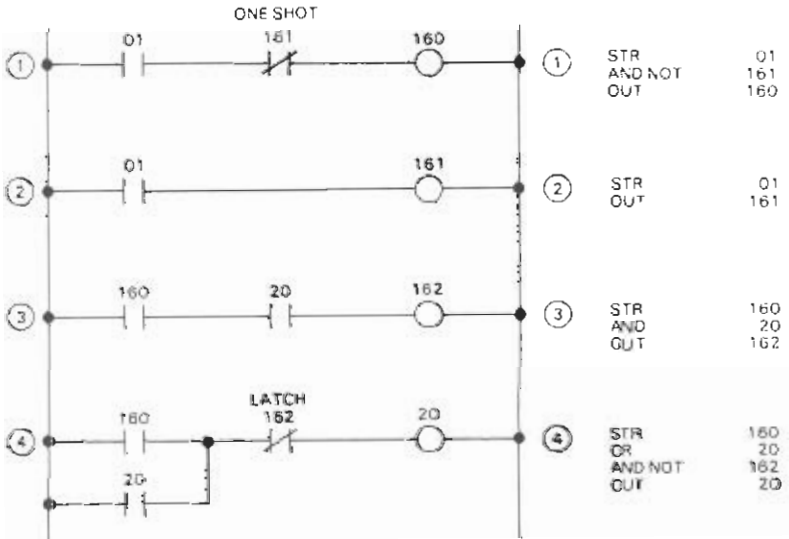 ONE SHOT
01 161 160
1
1 STR 01
AND NOT 161
OUT 160
01 161
2
2 STR 01
OUT 161
160 20 162
3
3 STR 160
AND 20
OUT 162
LATCH
160 162 20
4
20
4 STR 160
OR 20
AND NOT 162
OUT 20